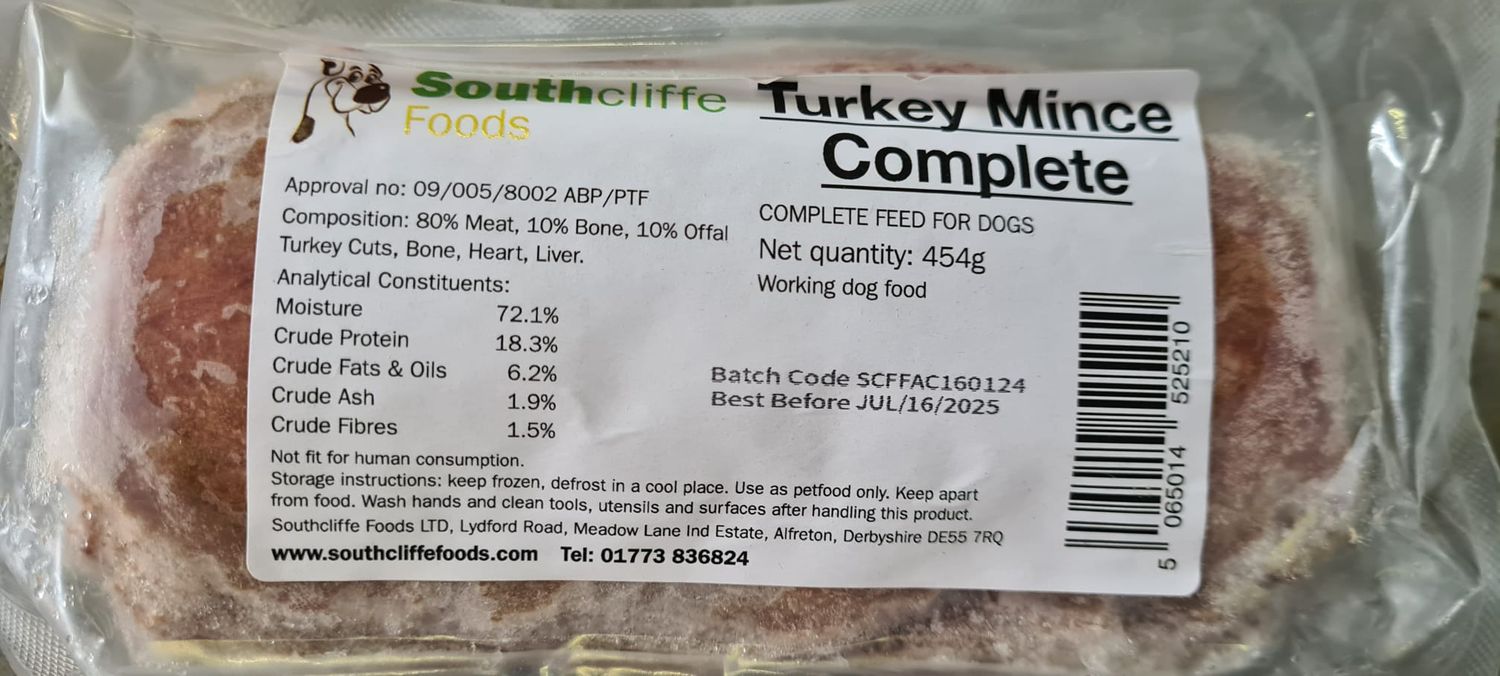 Southcliffe
Foods
Turkey Mince
Complete
Approval no: 09/005/8002 ABP/PTF
Composition: 80% Meat, 10% Bone, 10% Offal
Turkey Cuts, Bone, Heart, Liver.
Analytical Constituents:
Moisture 72.1%
Crude Protein 18.3%
Crude Fats & Oils 6.2%
Crude Ash 1.9%
Crude Fibres 1.5%
COMPLETE FEED FOR DOGS
Net quantity: 454g
Working dog food
Batch Code SCFFAC160124
Best Before JUL/16/2025
Not fit for human consumption.
Storage instructions: keep frozen, defrost in a cool place. Use as petfood only. Keep apart
from food. Wash hands and clean tools, utensils and surfaces after handling this product.
Southcliffe Foods LTD, Lydford Road, Meadow Lane Ind Estate, Alfreton, Derbyshire DE55 7RQ
www.southcliffefoods.com Tel: 01773 836824
5 065014 525210